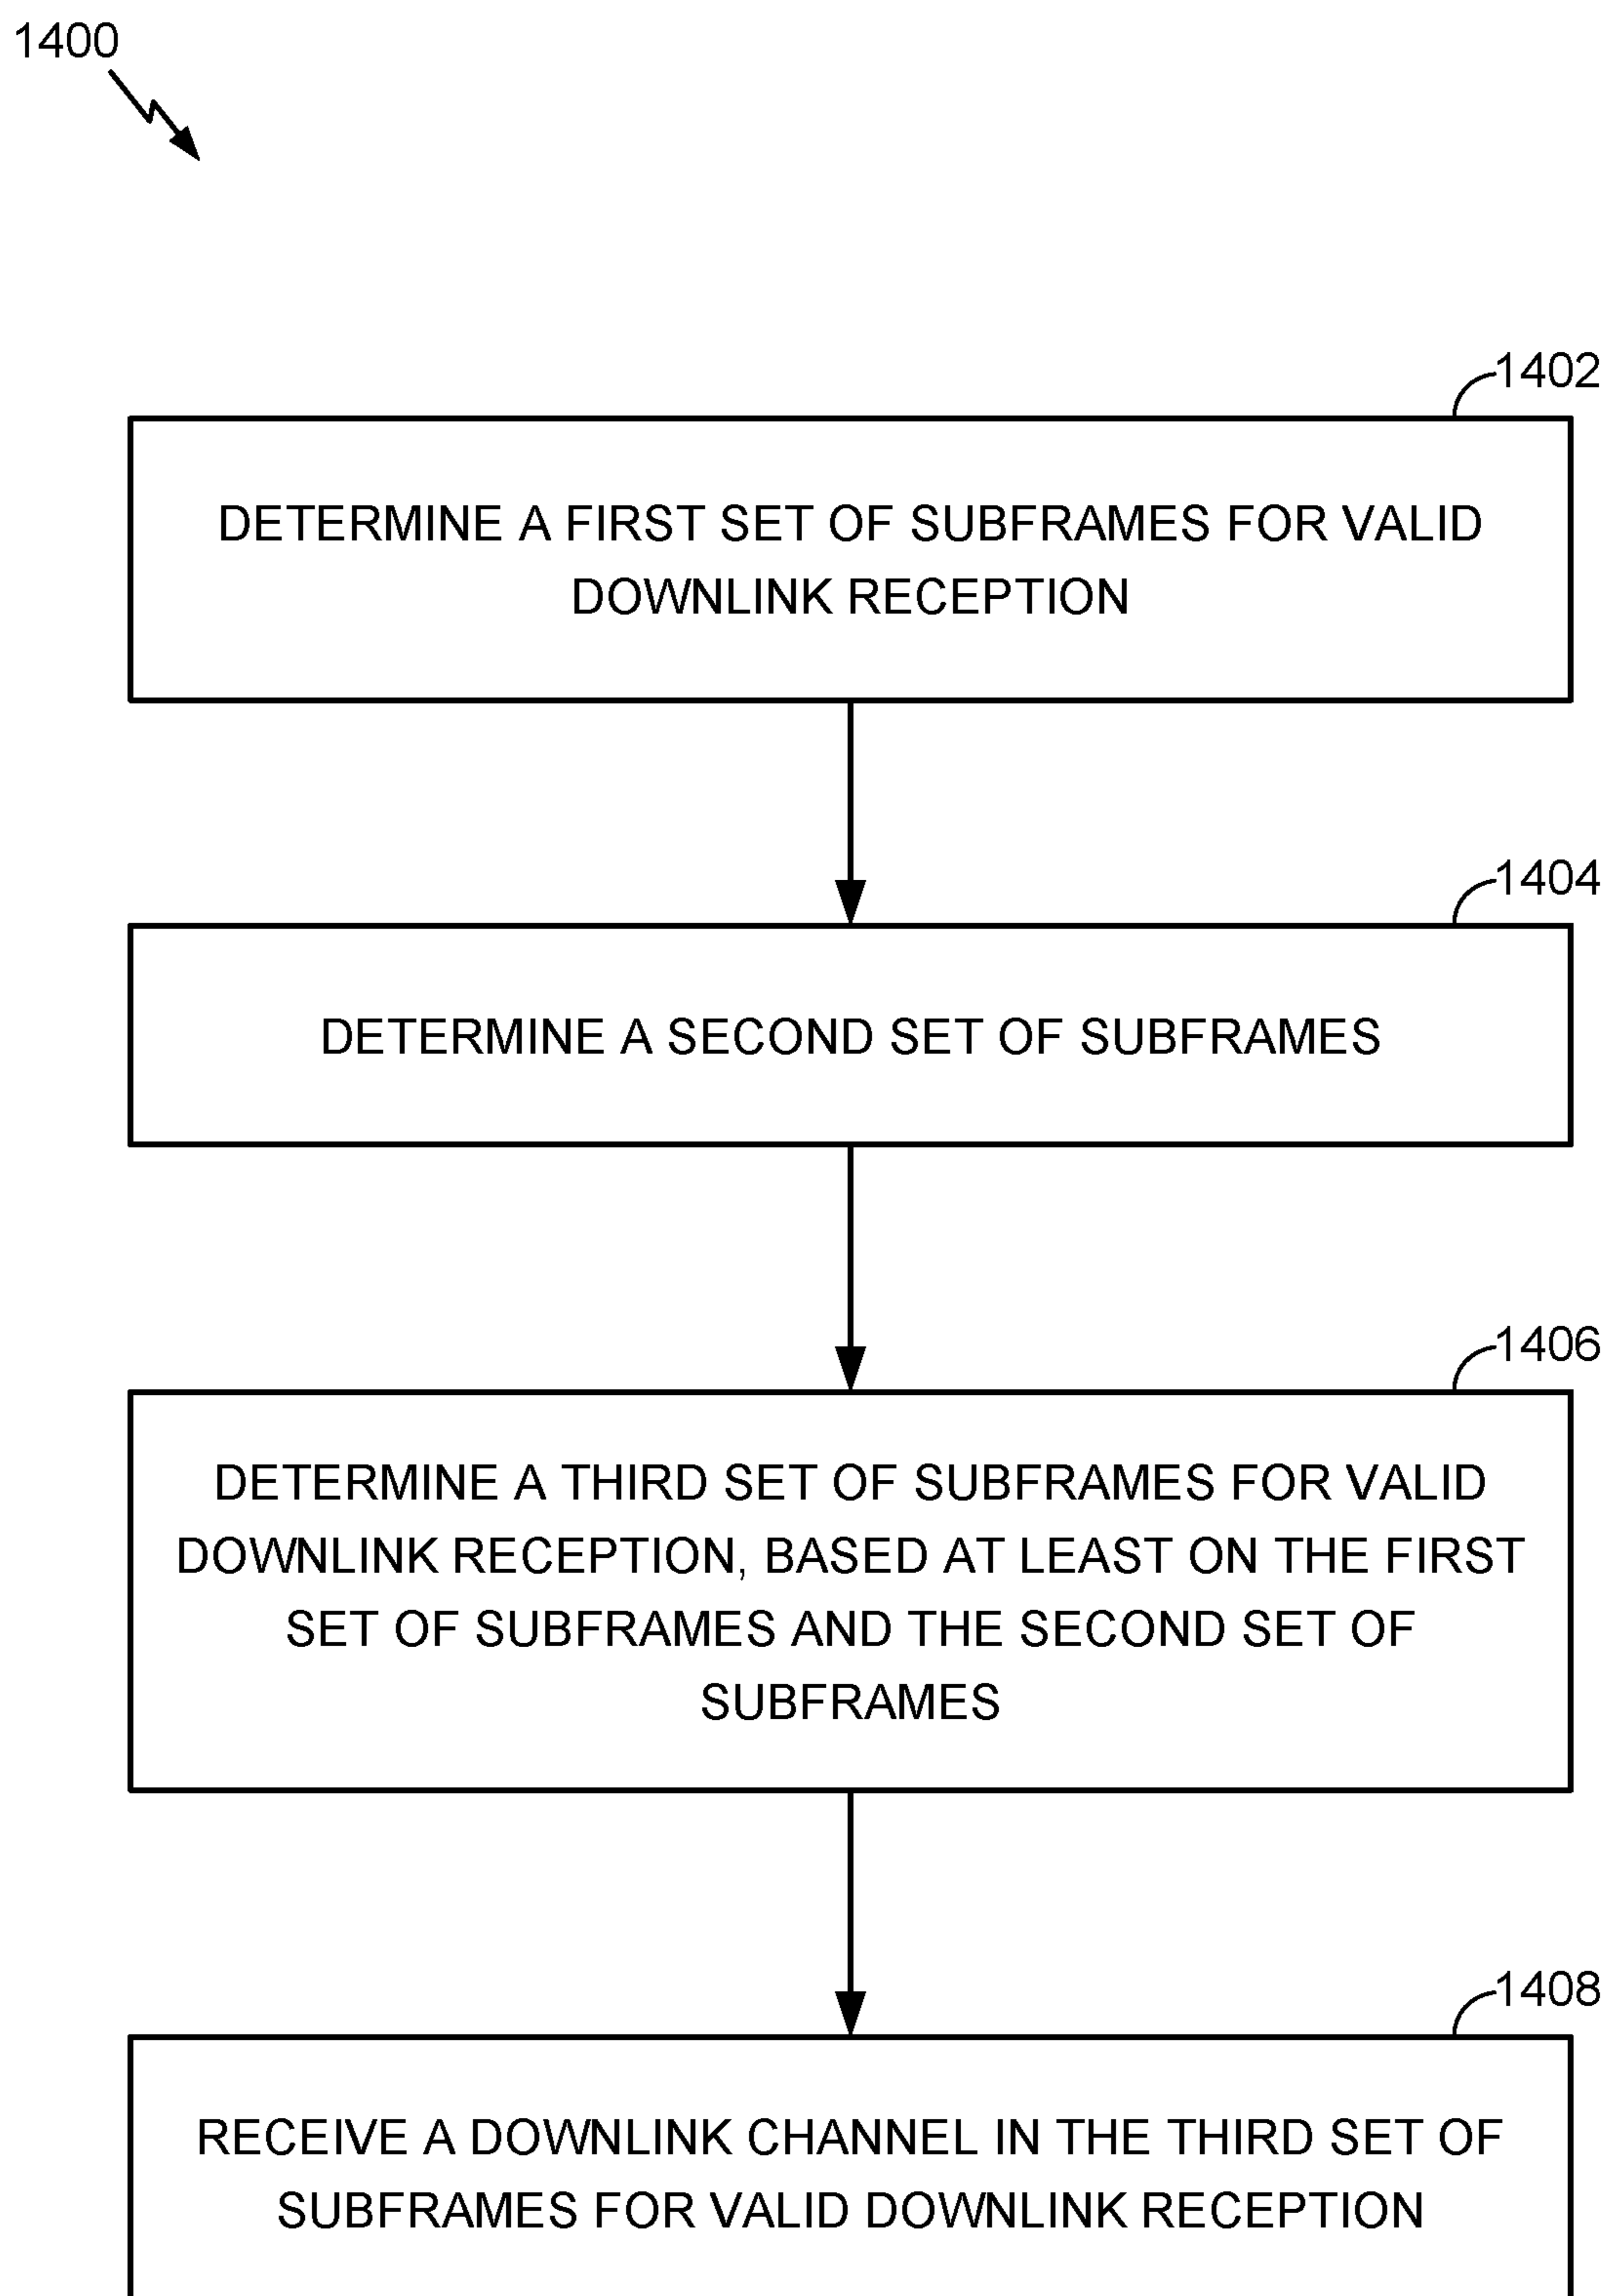 1400
1402
DETERMINE A FIRST SET OF SUBFRAMES FOR VALID
DOWNLINK RECEPTION
1404
DETERMINE A SECOND SET OF SUBFRAMES
1406
DETERMINE A THIRD SET OF SUBFRAMES FOR VALID
DOWNLINK RECEPTION, BASED AT LEAST ON THE FIRST
SET OF SUBFRAMES AND THE SECOND SET OF
SUBFRAMES
1408
RECEIVE A DOWNLINK CHANNEL IN THE THIRD SET OF
SUBFRAMES FOR VALID DOWNLINK RECEPTION